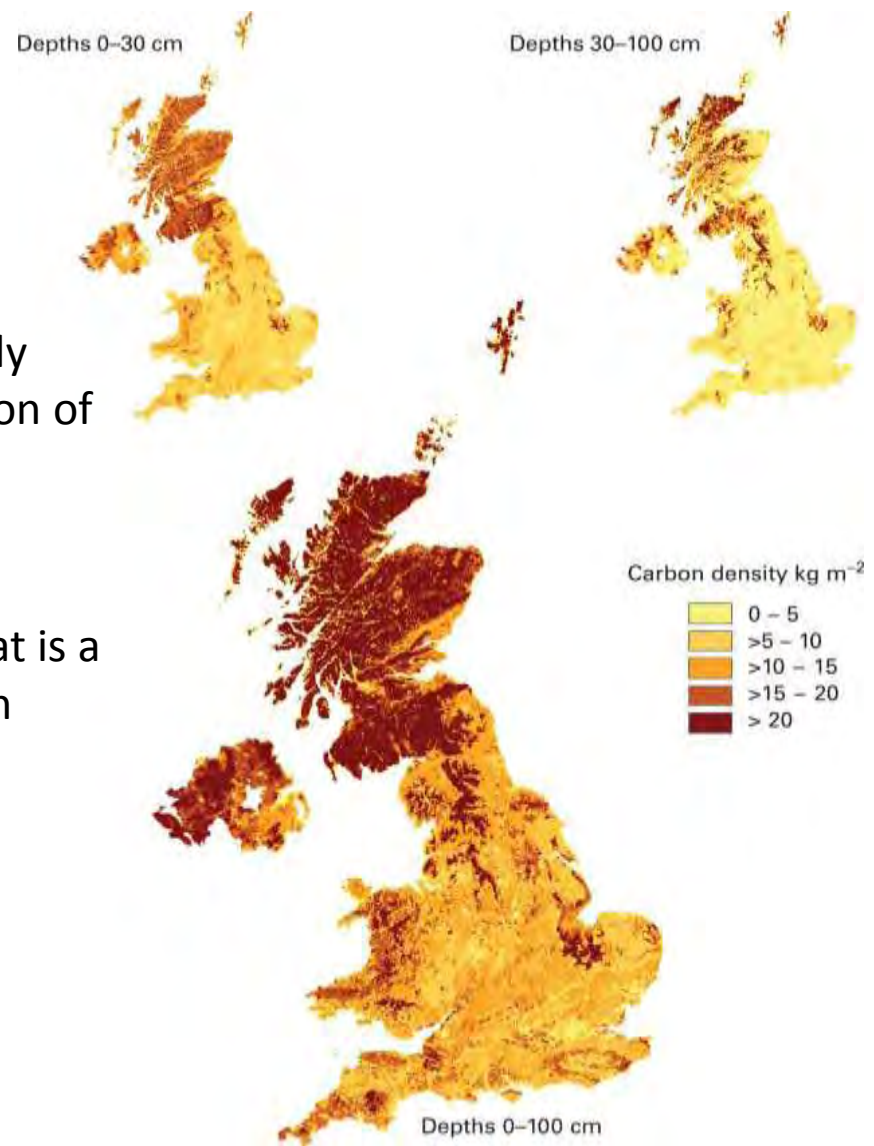 Depths 0–30 cm
Depths 30–100 cm
ly
on of
at is a
n
Carbon density kg m⁻²
0 – 5
>5 – 10
>10 – 15
>15 – 20
> 20
Depths 0–100 cm